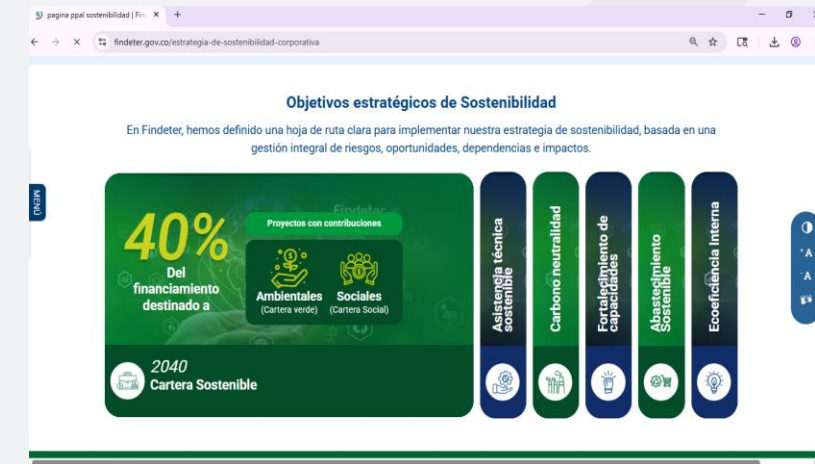 pagina ppal sostenibilidad | Fin
findeter.gov.co/estrategia-de-sostenibilidad-corporativa
Objetivos estratégicos de Sostenibilidad
En Findeter, hemos definido una hoja de ruta clara para implementar nuestra estrategia de sostenibilidad, basada en una
gestión integral de riesgos, oportunidades, dependencias e impactos.
MENÚ
40%
Del
financiamiento
destinado a
Findeter
Proyectos con contribuciones
Ambientales
(Cartera verde)
Sociales
(Cartera Social)
2040
Cartera Sostenible
Asistencia técnica
sostenible
Carbono neutralidad
Fortalecimiento de
capacidades
Abastecimiento
Sostenible
Ecoeficiencia Interna
+A
-A